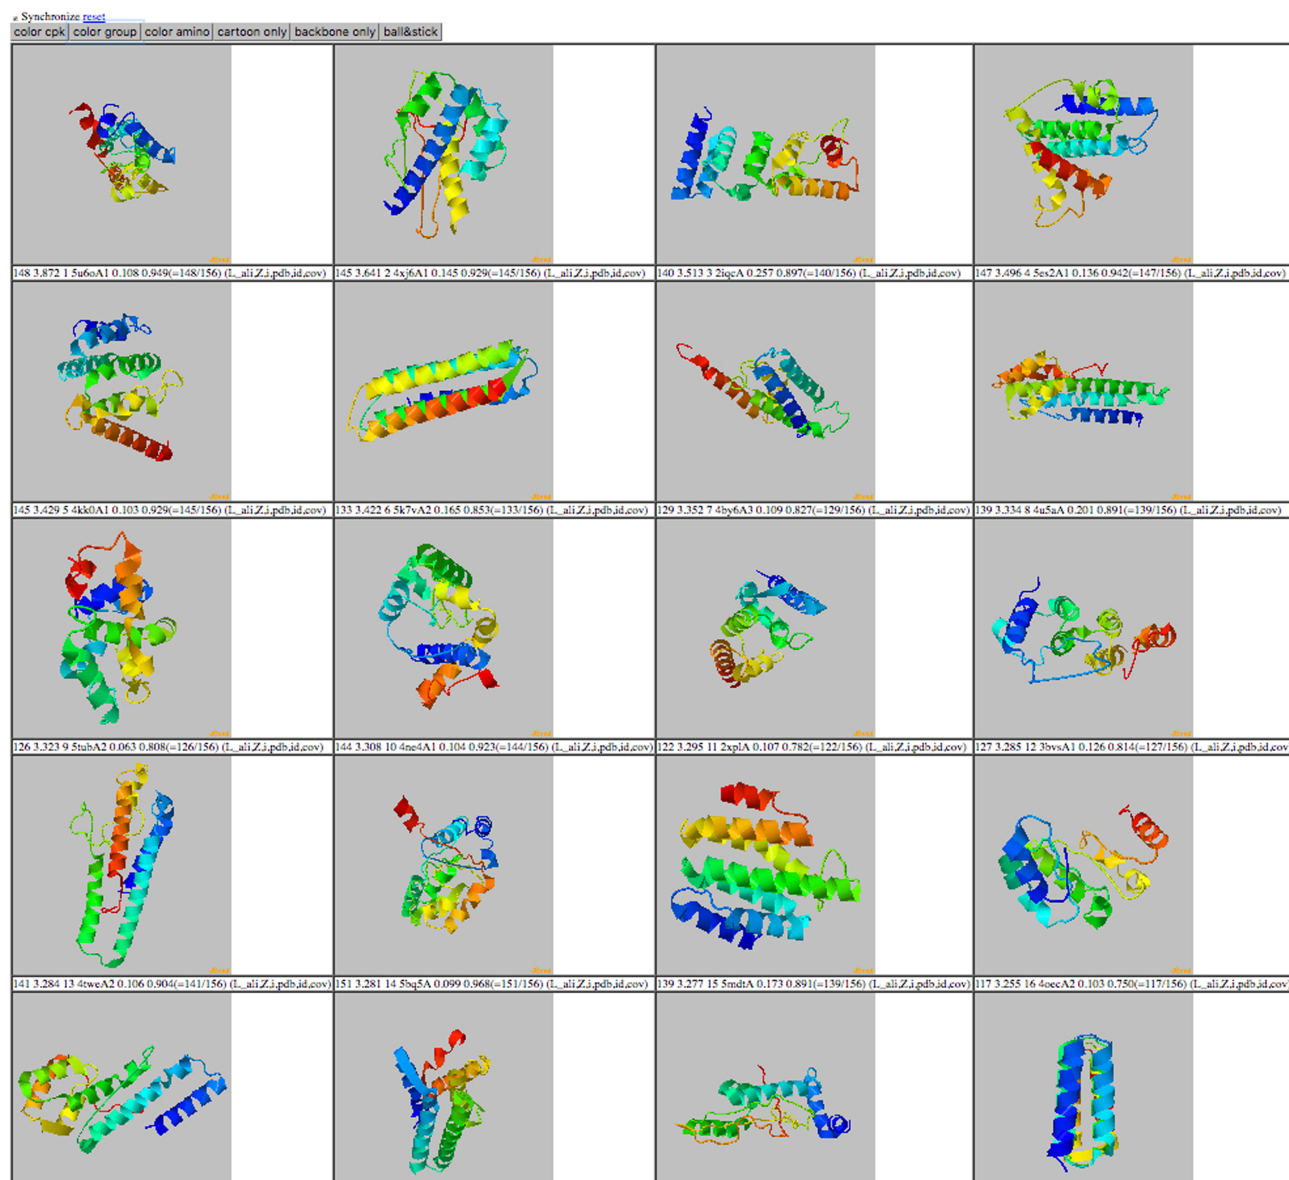 Synchronize reset
color cpk color group color amino cartoon only backbone only ball&stick
148 3.872 1 5u6oA1 0.108 0.949(=148/156) (L_ali,Z,i,pdb,id,cov)
145 3.641 2 4xj6A1 0.145 0.929(=145/156) (L_ali,Z,i,pdb,id,cov)
140 3.513 3 2iqcA 0.257 0.897(=140/156) (L_ali,Z,i,pdb,id,cov)
147 3.496 4 5es2A1 0.136 0.942(=147/156) (L_ali,Z,i,pdb,id,cov)
145 3.429 5 4kk0A1 0.103 0.929(=145/156) (L_ali,Z,i,pdb,id,cov)
133 3.422 6 5k7vA2 0.165 0.853(=133/156) (L_ali,Z,i,pdb,id,cov)
129 3.352 7 4by6A3 0.109 0.827(=129/156) (L_ali,Z,i,pdb,id,cov)
139 3.334 8 4u5aA 0.201 0.891(=139/156) (L_ali,Z,i,pdb,id,cov)
126 3.323 9 5tubA2 0.063 0.808(=126/156) (L_ali,Z,i,pdb,id,cov)
144 3.308 10 4ne4A1 0.104 0.923(=144/156) (L_ali,Z,i,pdb,id,cov)
122 3.295 11 2xplA 0.107 0.782(=122/156) (L_ali,Z,i,pdb,id,cov)
127 3.285 12 3bvsA1 0.126 0.814(=127/156) (L_ali,Z,i,pdb,id,cov
141 3.284 13 4tweA2 0.106 0.904(=141/156) (L_ali,Z,i,pdb,id,cov)
151 3.281 14 5bq5A 0.099 0.968(=151/156) (L_ali,Z,i,pdb,id,cov)
139 3.277 15 5mdtA 0.173 0.891(=139/156) (L_ali,Z,i,pdb,id,cov)
117 3.255 16 4oecA2 0.103 0.750(=117/156) (L_ali,Z,i,pdb,id,cov